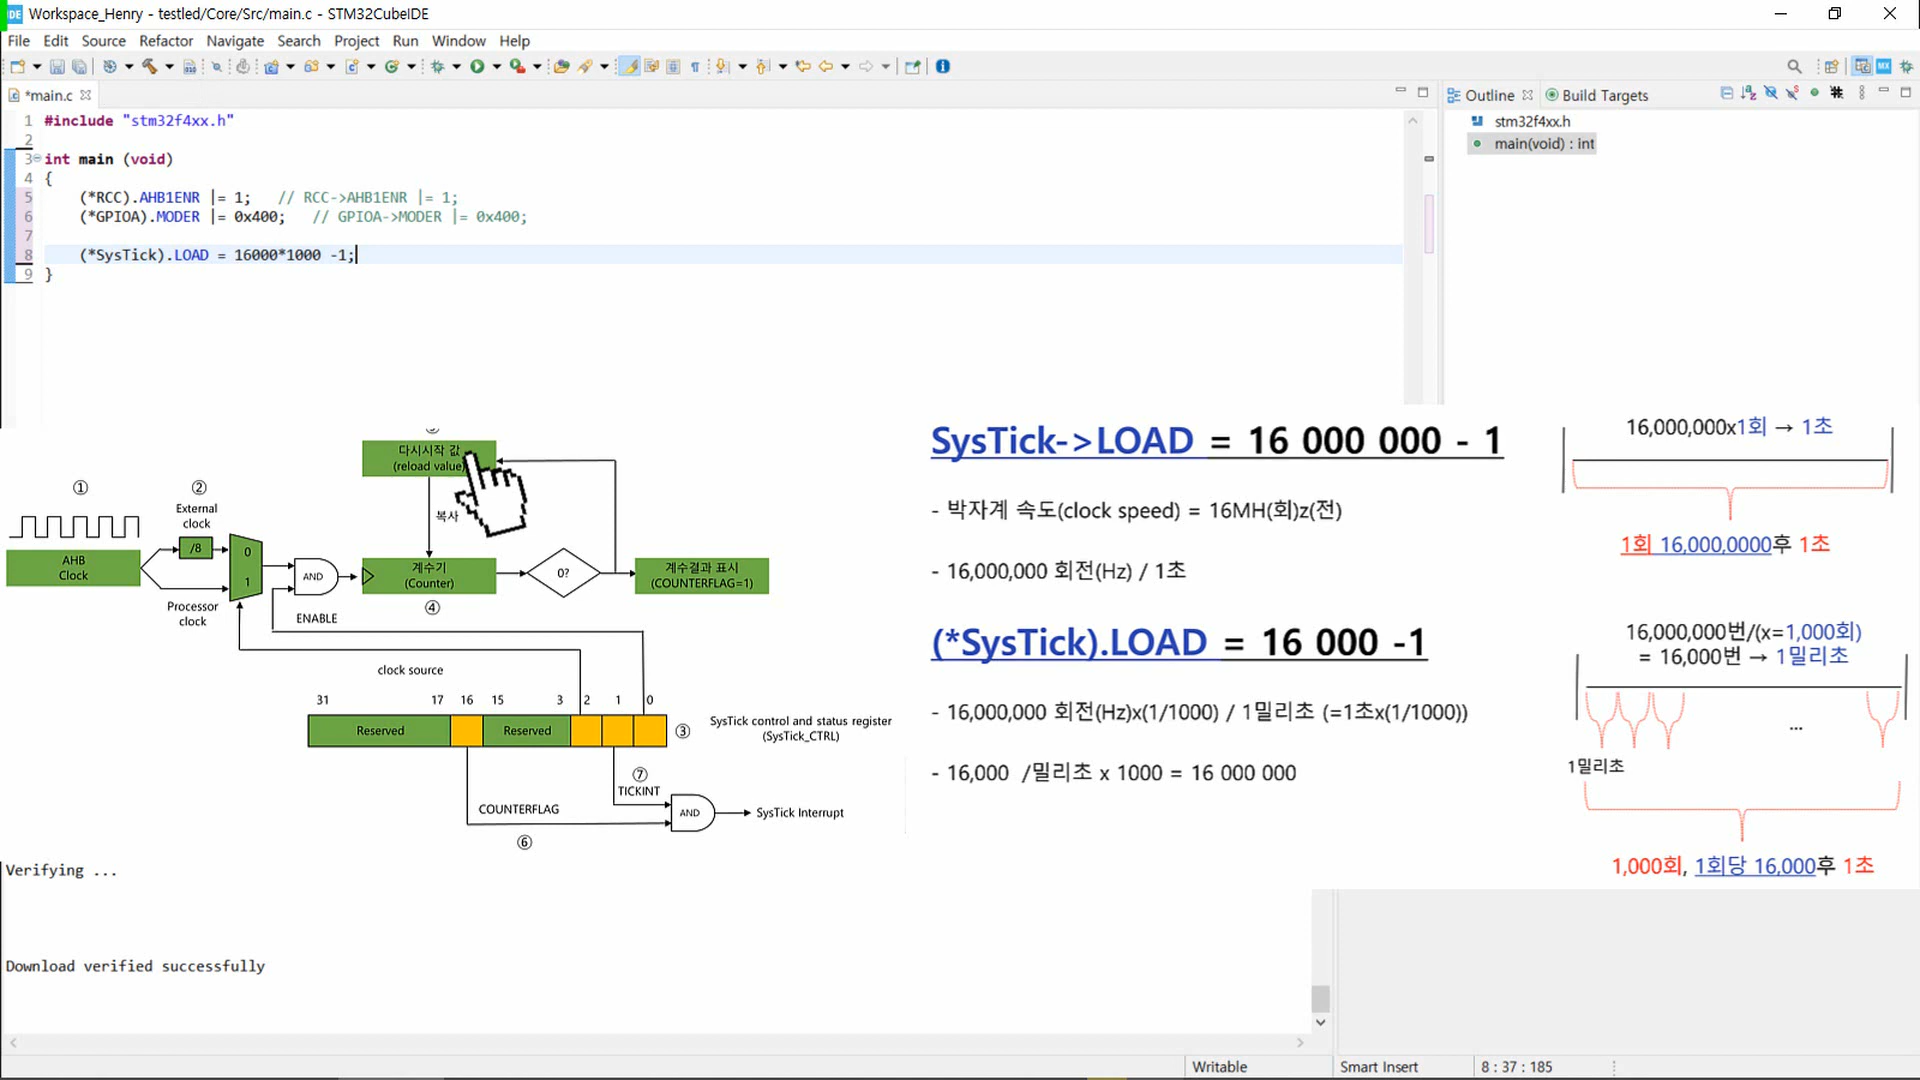 IDE Workspace_Henry - testled/Core/Src/main.c - STM32CubeIDE
File Edit Source Refactor Navigate Search Project Run Window Help
*main.c
Outline
Build Targets
1 #include "stm32f4xx.h"
2
3 int main (void)
4 {
5 (*RCC).AHB1ENR |= 1; // RCC->AHB1ENR |= 1;
6 (*GPIOA).MODER |= 0x400; // GPIOA->MODER |= 0x400;
7
8 (*SysTick).LOAD = 16000*1000 -1;
9 }
stm32f4xx.h
main(void) : int
다시시작 값
(reload value)
복사
①
②
External
clock
/8
AHB
Clock
Processor
clock
0
1
AND
ENABLE
계수기
(Counter)
④
0?
계수결과 표시
(COUNTERFLAG=1)
clock source
31 17 16 15 3 2 1 0
Reserved
Reserved
③
SysTick control and status register
(SysTick_CTRL)
⑦
TICKINT
COUNTERFLAG
⑥
AND
SysTick Interrupt
SysTick->LOAD = 16 000 000 - 1
- 박자계 속도(clock speed) = 16MH(회)z(전)
- 16,000,000 회전(Hz) / 1초
(*SysTick).LOAD = 16 000 -1
- 16,000,000 회전(Hz)x(1/1000) / 1밀리초 (=1초x(1/1000))
- 16,000 /밀리초 x 1000 = 16 000 000
16,000,000x1회 → 1초
1회 16,000,0000후 1초
16,000,000번/(x=1,000회)
= 16,000번 → 1밀리초
...
1밀리초
1,000회, 1회당 16,000후 1초
Verifying ...
Download verified successfully
Writable
Smart Insert
8 : 37 : 185